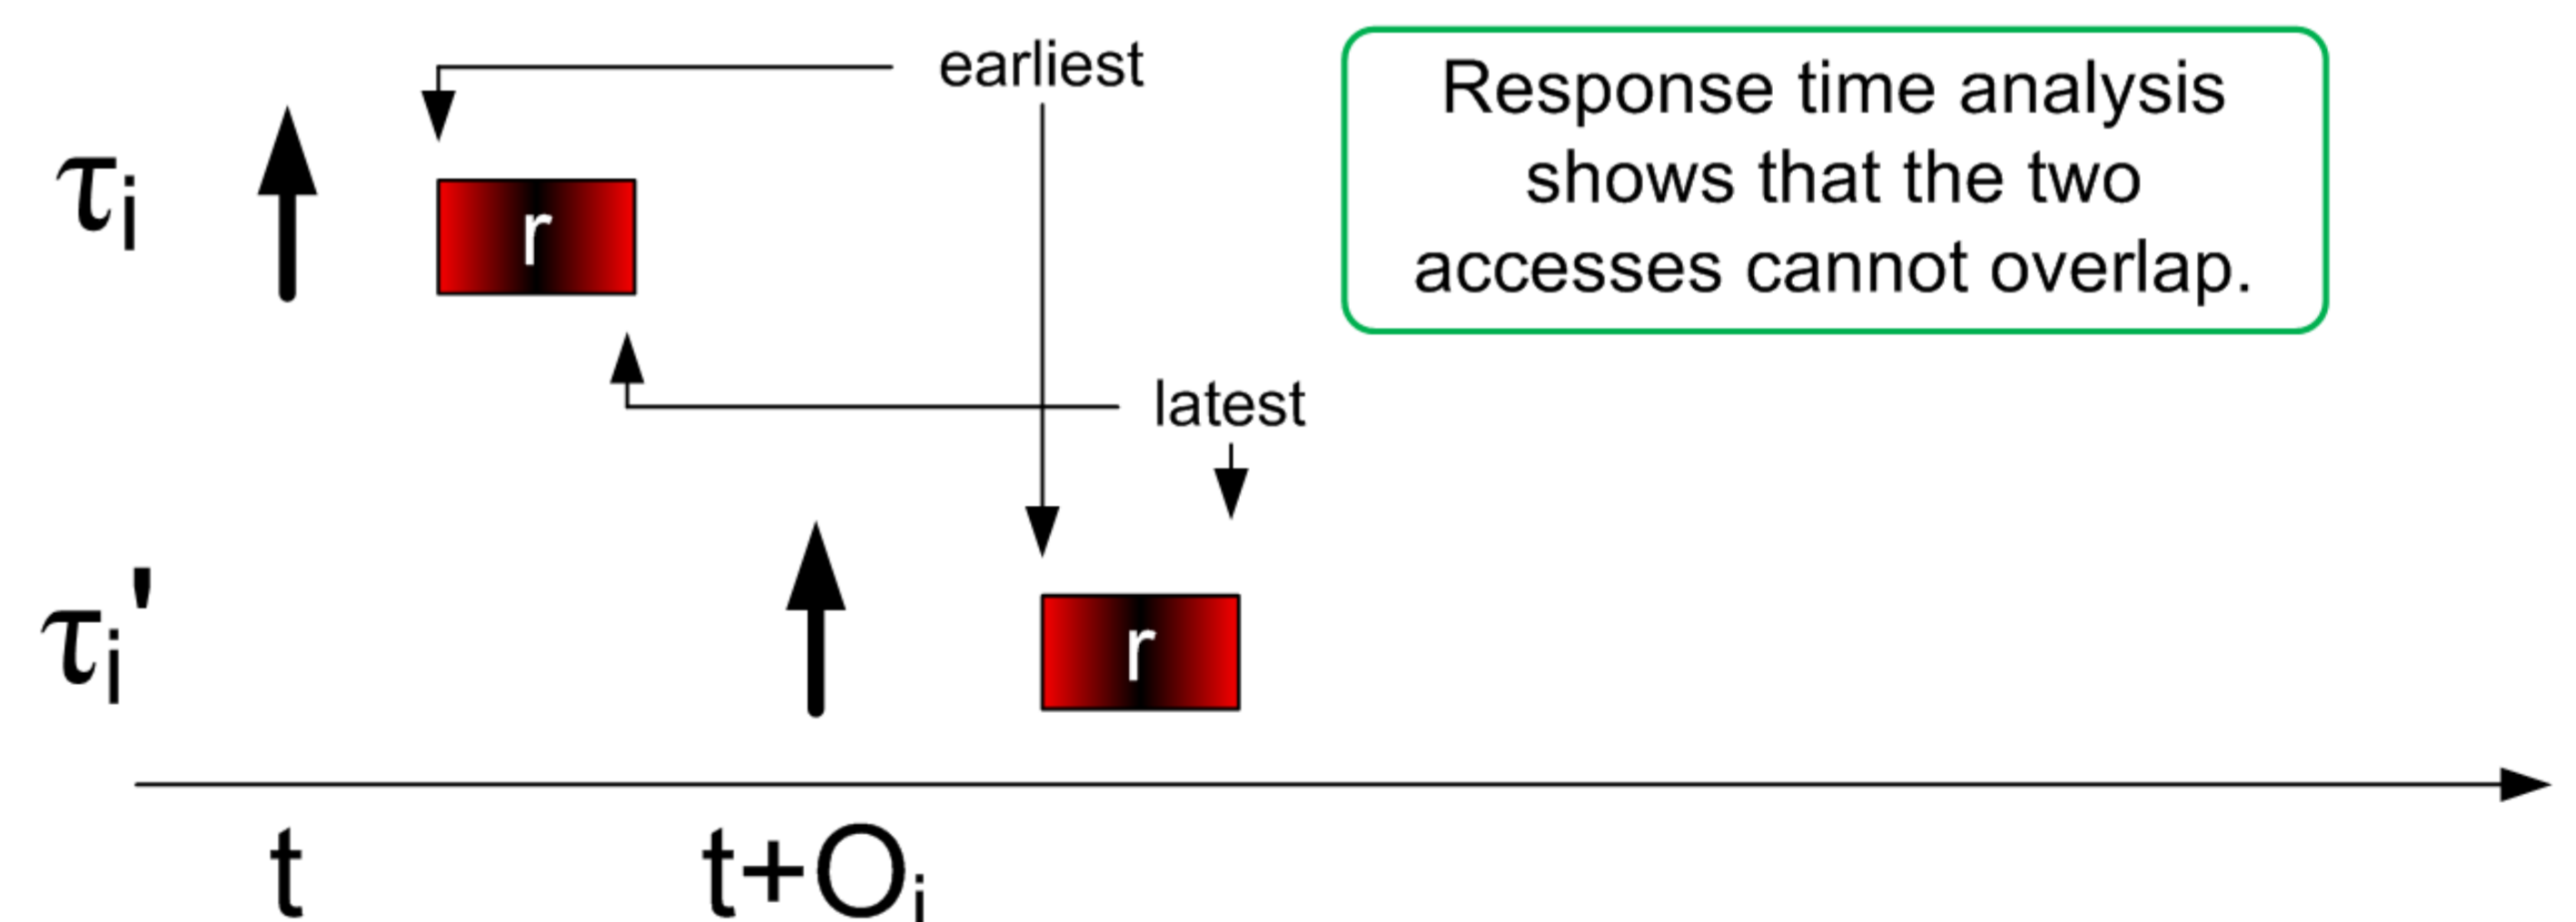 earliest
Response time analysis
shows that the two
accesses cannot overlap.
τi
r
latest
τi'
r
t
t+Oi